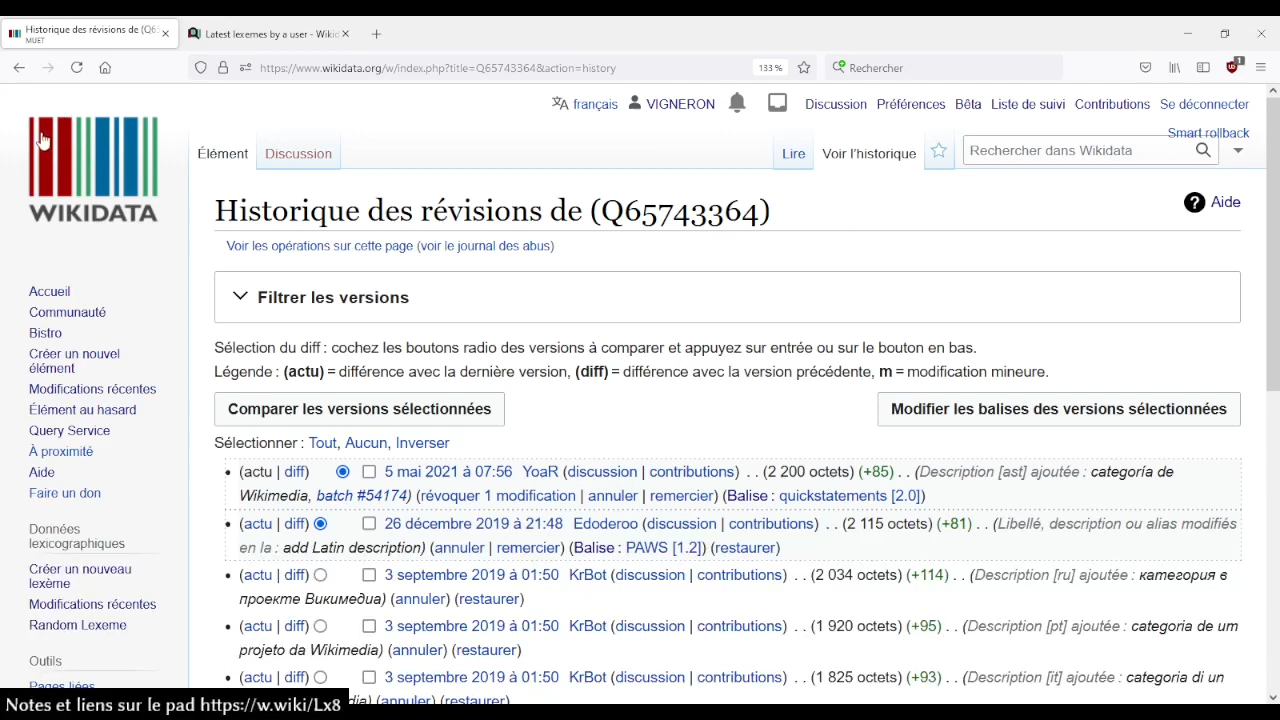 Historique des révisions de (Q65
MUET
Latest lexemes by a user - Wikid
https://www.wikidata.org/w/index.php?title=Q65743364&action=history
133 %
Rechercher
1
français VIGNERON Discussion Préférences Bêta Liste de suivi Contributions Se déconnecter
Smart rollback
Élément Discussion Lire Voir l'historique Rechercher dans Wikidata
WIKIDATA
Historique des révisions de (Q65743364)
Aide
Voir les opérations sur cette page (voir le journal des abus)
Filtrer les versions
Sélection du diff : cochez les boutons radio des versions à comparer et appuyez sur entrée ou sur le bouton en bas.
Légende : (actu) = différence avec la dernière version, (diff) = différence avec la version précédente, m = modification mineure.
Comparer les versions sélectionnées
Modifier les balises des versions sélectionnées
Sélectionner : Tout, Aucun, Inverser
(actu | diff) 5 mai 2021 à 07:56 YoaR (discussion | contributions) . . (2 200 octets) (+85) . . (Description [ast] ajoutée : categoría de
Wikimedia, batch #54174) (révoquer 1 modification | annuler | remercier) (Balise : quickstatements [2.0])
(actu | diff) 26 décembre 2019 à 21:48 Edoderoo (discussion | contributions) . . (2 115 octets) (+81) . . (Libellé, description ou alias modifiés
en la : add Latin description) (annuler | remercier) (Balise : PAWS [1.2]) (restaurer)
(actu | diff) 3 septembre 2019 à 01:50 KrBot (discussion | contributions) . . (2 034 octets) (+114) . . (Description [ru] ajoutée : категория в
проекте Викимедиа) (annuler) (restaurer)
(actu | diff) 3 septembre 2019 à 01:50 KrBot (discussion | contributions) . . (1 920 octets) (+95) . . (Description [pt] ajoutée : categoria de um
projeto da Wikimedia) (annuler) (restaurer)
(actu | diff) 3 septembre 2019 à 01:50 KrBot (discussion | contributions) . . (1 825 octets) (+93) . . (Description [it] ajoutée : categoria di un
(annuler) (restaurer)
Accueil
Communauté
Bistro
Créer un nouvel
élément
Modifications récentes
Élément au hasard
Query Service
À proximité
Aide
Faire un don
Données
lexicographiques
Créer un nouveau
lexème
Modifications récentes
Random Lexeme
Outils
Pages liées
Notes et liens sur le pad https://w.wiki/Lx8